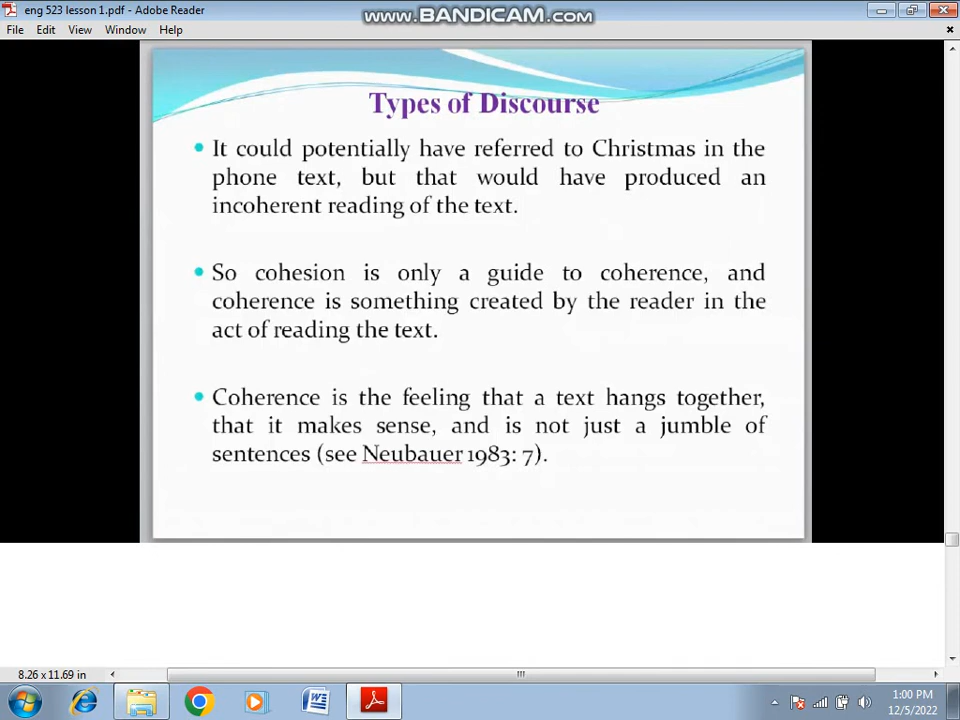 eng 523 lesson 1.pdf - Adobe Reader
www.BANDICAM.com
File Edit View Window Help
Types of Discourse
It could potentially have referred to Christmas in the
phone text, but that would have produced an
incoherent reading of the text.
So cohesion is only a guide to coherence, and
coherence is something created by the reader in the
act of reading the text.
Coherence is the feeling that a text hangs together,
that it makes sense, and is not just a jumble of
sentences (see Neubauer 1983: 7).
8.26 x 11.69 in
1:00 PM
12/5/2022